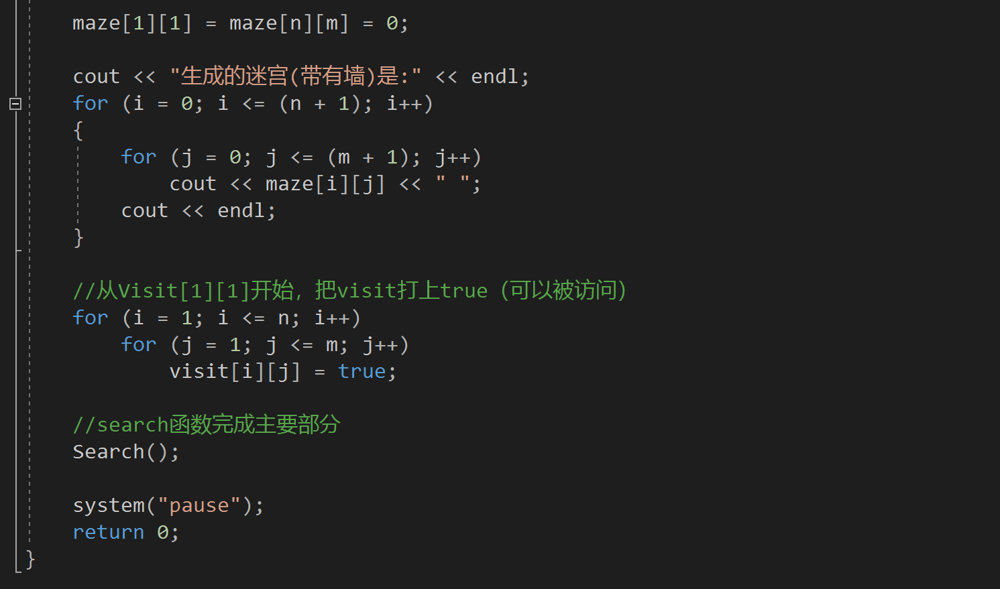 maze[1][1] = maze[n][m] = 0;
cout << "生成的迷宫(带有墙)是:" << endl;
for (i = 0; i <= (n + 1); i++)
{
for (j = 0; j <= (m + 1); j++)
cout << maze[i][j] << " ";
cout << endl;
}
//从Visit[1][1]开始，把visit打上true（可以被访问）
for (i = 1; i <= n; i++)
for (j = 1; j <= m; j++)
visit[i][j] = true;
//search函数完成主要部分
Search();
system("pause");
return 0;
}